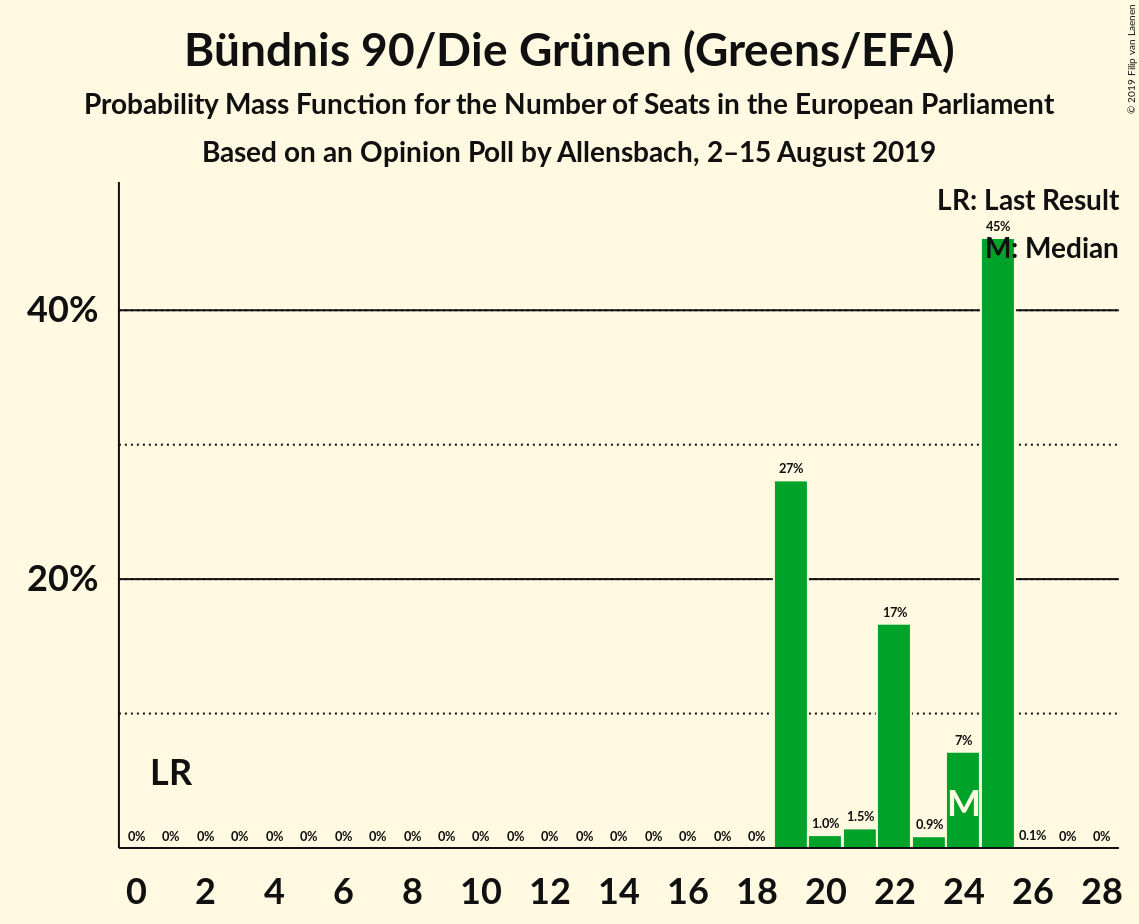 Bündnis 90/Die Grünen (Greens/EFA)
Probability Mass Function for the Number of Seats in the European Parliament
Based on an Opinion Poll by Allensbach, 2–15 August 2019
© 2019 Filip van Laenen
LR: Last Result
M: Median
45%
40%
27%
20%
17%
7%
LR
M
0% 0% 0% 0% 0% 0% 0% 0% 0% 0% 0% 0% 0% 0% 0% 0% 0% 0% 0% 1.0% 1.5% 0.9% 0.1% 0% 0%
0 2 4 6 8 10 12 14 16 18 20 22 24 26 28